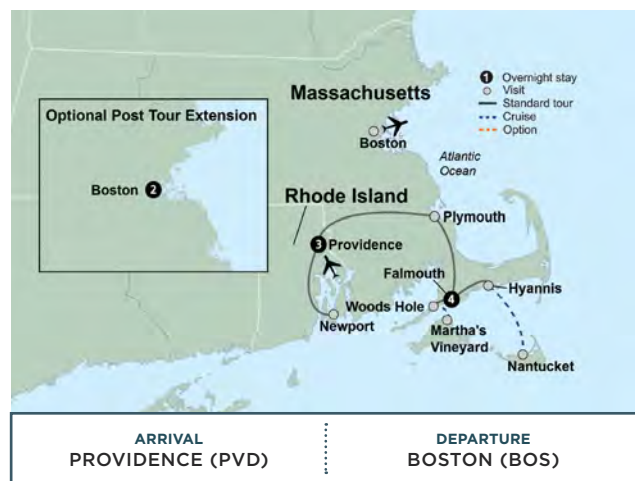 Massachusetts
Boston
Atlantic
Ocean
1 Overnight stay
Visit
Standard tour
Cruise
Option
Optional Post Tour Extension
Boston 2
Rhode Island
3 Providence
Plymouth
Falmouth
4
Hyannis
Woods Hole
Newport
Martha's
Vineyard
Nantucket
ARRIVAL
PROVIDENCE (PVD)
DEPARTURE
BOSTON (BOS)